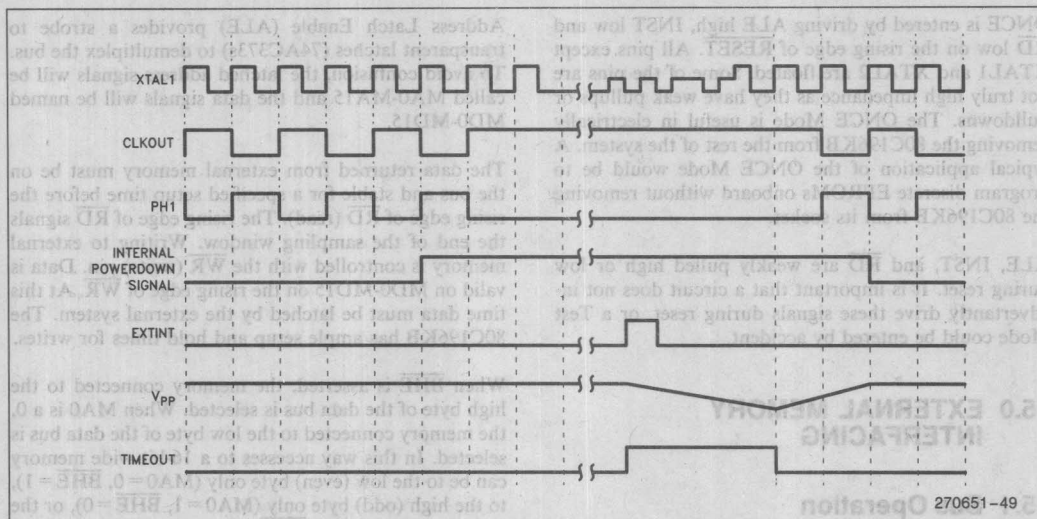 XTAL1
CLKOUT
PH1
INTERNAL
POWERDOWN
SIGNAL
EXTINT
VPP
TIMEOUT
270651-49
ONCE is entered by driving ALE high, INST low and
RD low on the rising edge of RESET. All pins except
XTAL1 and XTAL2 are floated. Some of the pins are
not truly high impedance as they have weak pullups or
pulldowns. The ONCE Mode is useful in electrically
removing the 80C196KB from the rest of the system. A
typical application of the ONCE Mode would be to
program discrete EPROMs onboard without removing
the 80C196KB from its socket.
ALE, INST, and RD are weakly pulled high or low
during reset. It is important that a circuit does not in-
advertantly drive these signals during reset, or a Test
Mode could be entered by accident.
5.0 EXTERNAL MEMORY
INTERFACING
5.1 Bus Operation
Address Latch Enable (ALE) provides a strobe to
transparent latches (74AC373s) to demultiplex the bus.
To avoid confusion, the latched address signals will be
called MA0-MA15 and the data signals will be named
MD0-MD15.
The data returned from external memory must be on
the bus and stable for a specified setup time before the
rising edge of RD (read). The rising edge of RD signals
the end of the sampling window. Writing to external
memory is controlled with the WR (write) pin. Data is
valid on MD0-MD15 on the rising edge of WR. At this
time data must be latched by the external system. The
80C196KB has ample setup and hold times for writes.
When BHE is asserted, the memory connected to the
high byte of the data bus is selected. When MA0 is a 0,
the memory connected to the low byte of the data bus is
selected. In this way accesses to a 16-bit wide memory
can be to the low (even) byte only (MA0=0, BHE=1),
to the high (odd) byte only (MA0=1, BHE=0), or the